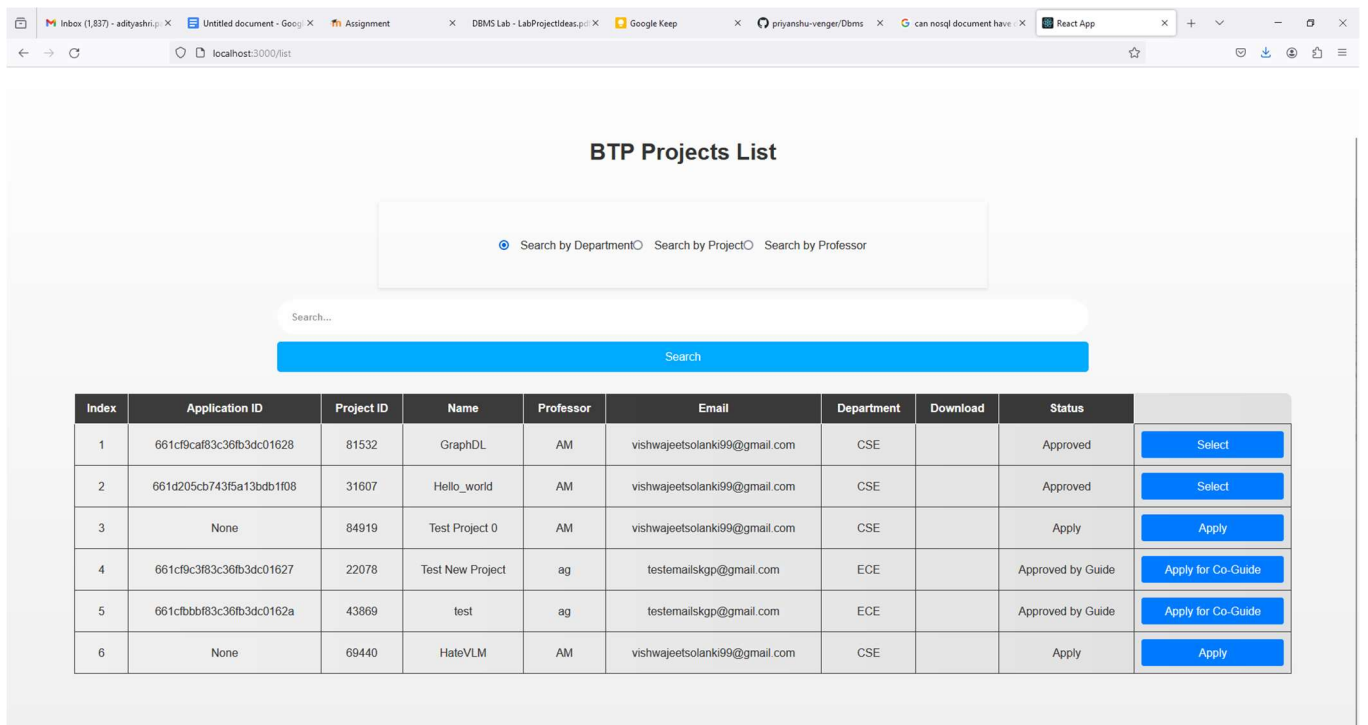 Inbox (1,837) - adityashri.p Untitled document - Goog Assignment DBMS Lab - LabProjectIdeas.pd Google Keep priyanshu-venger/Dbms can nosql document have React App
localhost:3000/list
BTP Projects List
Search by Department Search by Project Search by Professor
Search...
Search
Index Application ID Project ID Name Professor Email Department Download Status
1 661cf9caf83c36fb3dc01628 81532 GraphDL AM vishwajeetsolanki99@gmail.com CSE Approved Select
2 661d205cb743f5a13bdb1f08 31607 Hello_world AM vishwajeetsolanki99@gmail.com CSE Approved Select
3 None 84919 Test Project 0 AM vishwajeetsolanki99@gmail.com CSE Apply Apply
4 661cf9c3f83c36fb3dc01627 22078 Test New Project ag testemailskgp@gmail.com ECE Approved by Guide Apply for Co-Guide
5 661cfbbbf83c36fb3dc0162a 43869 test ag testemailskgp@gmail.com ECE Approved by Guide Apply for Co-Guide
6 None 69440 HateVLM AM vishwajeetsolanki99@gmail.com CSE Apply Apply